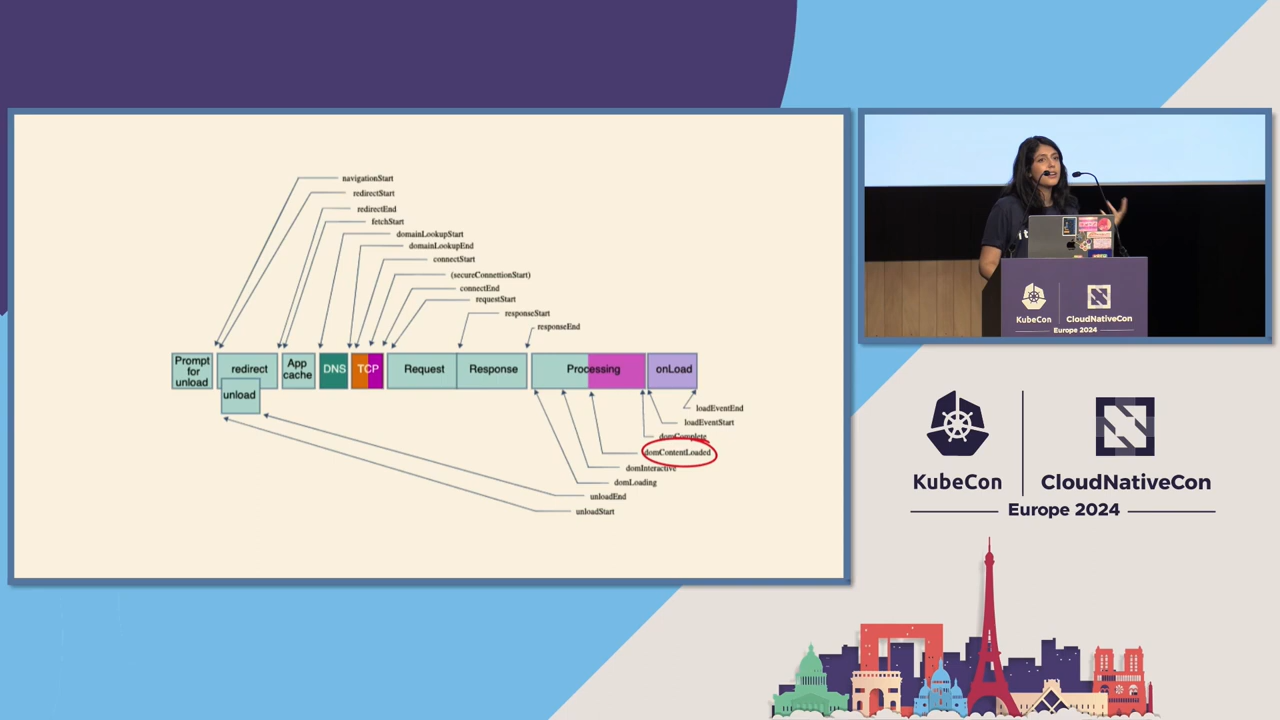 navigationStart
redirectStart
redirectEnd
fetchStart
domainLookupStart
domainLookupEnd
connectStart
(secureConnettionStart)
connectEnd
requestStart
responseStart
responseEnd
Prompt
for
unload
redirect
unload
App
cache
DNS
TCP
Request
Response
Processing
onLoad
loadEventEnd
loadEventStart
domComplete
domContentLoaded
domInteractive
domLoading
unloadEnd
unloadStart
KubeCon
CloudNativeCon
Europe 2024
KubeCon
CloudNativeCon
Europe 2024